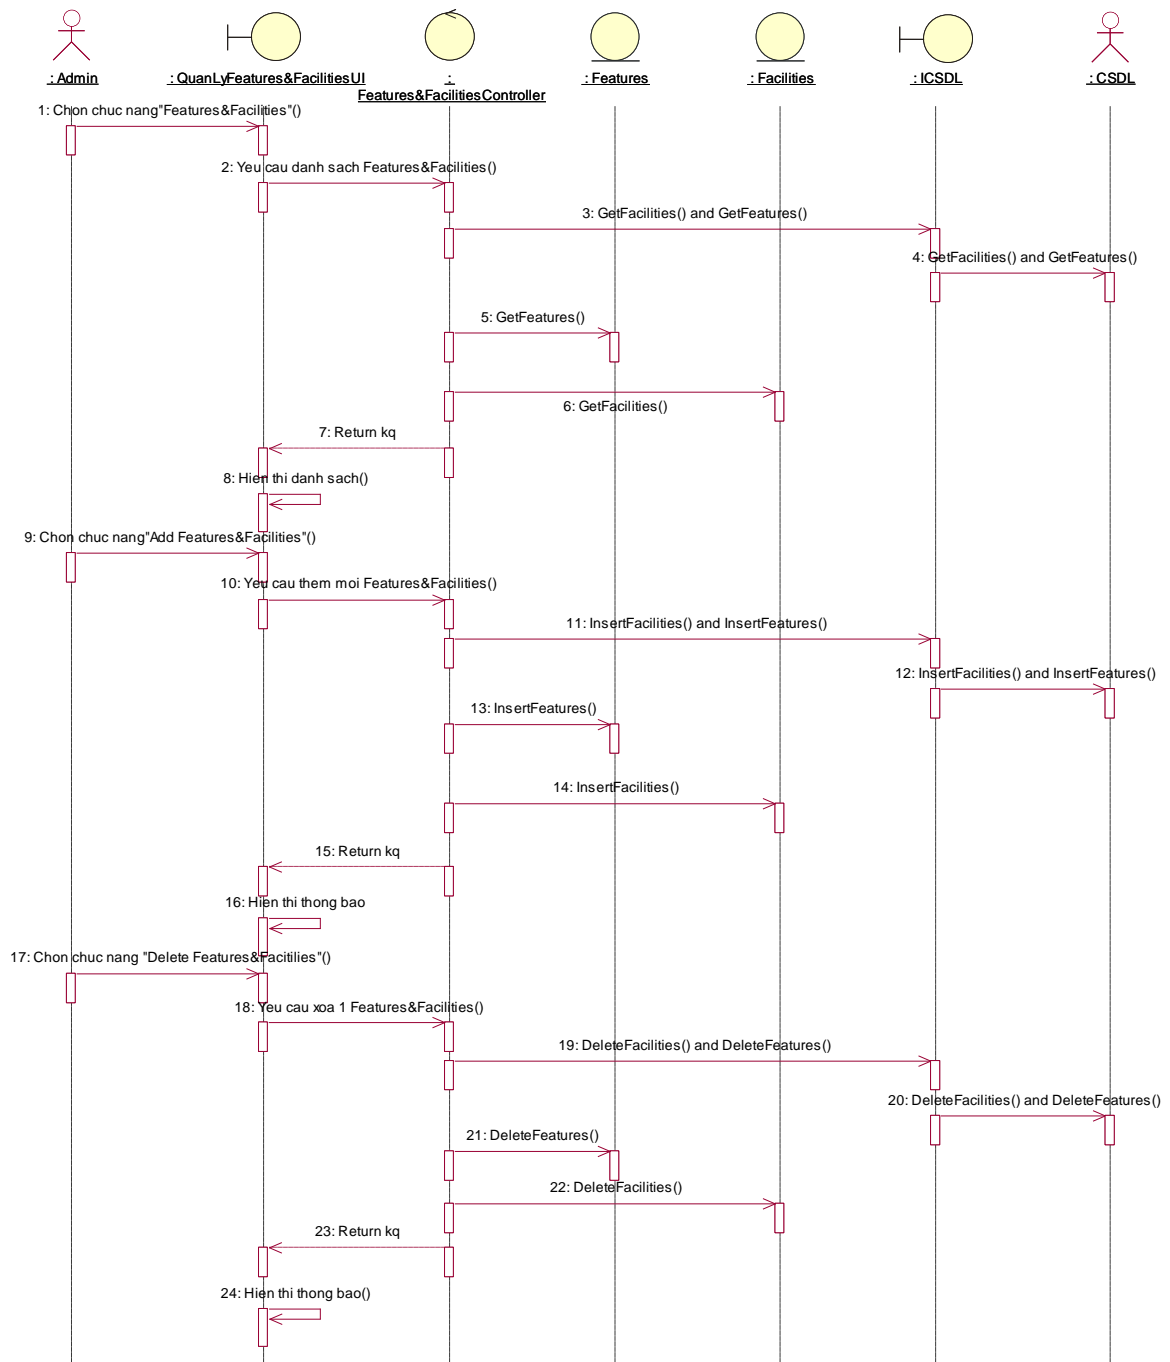 : Admin
: QuanLyFeatures&FacilitiesUI
:
Features&FacilitiesController
: Features
: Facilities
: ICSDL
: CSDL
1: Chon chuc nang"Features&Facilities"()
2: Yeu cau danh sach Features&Facilities()
3: GetFacilities() and GetFeatures()
4: GetFacilities() and GetFeatures()
5: GetFeatures()
6: GetFacilities()
7: Return kq
8: Hien thi danh sach()
9: Chon chuc nang"Add Features&Facilities"()
10: Yeu cau them moi Features&Facilities()
11: InsertFacilities() and InsertFeatures()
12: InsertFacilities() and InsertFeatures()
13: InsertFeatures()
14: InsertFacilities()
15: Return kq
16: Hien thi thong bao
17: Chon chuc nang "Delete Features&Facitilies"()
18: Yeu cau xoa 1 Features&Facilities()
19: DeleteFacilities() and DeleteFeatures()
20: DeleteFacilities() and DeleteFeatures()
21: DeleteFeatures()
22: DeleteFacilities()
23: Return kq
24: Hien thi thong bao()